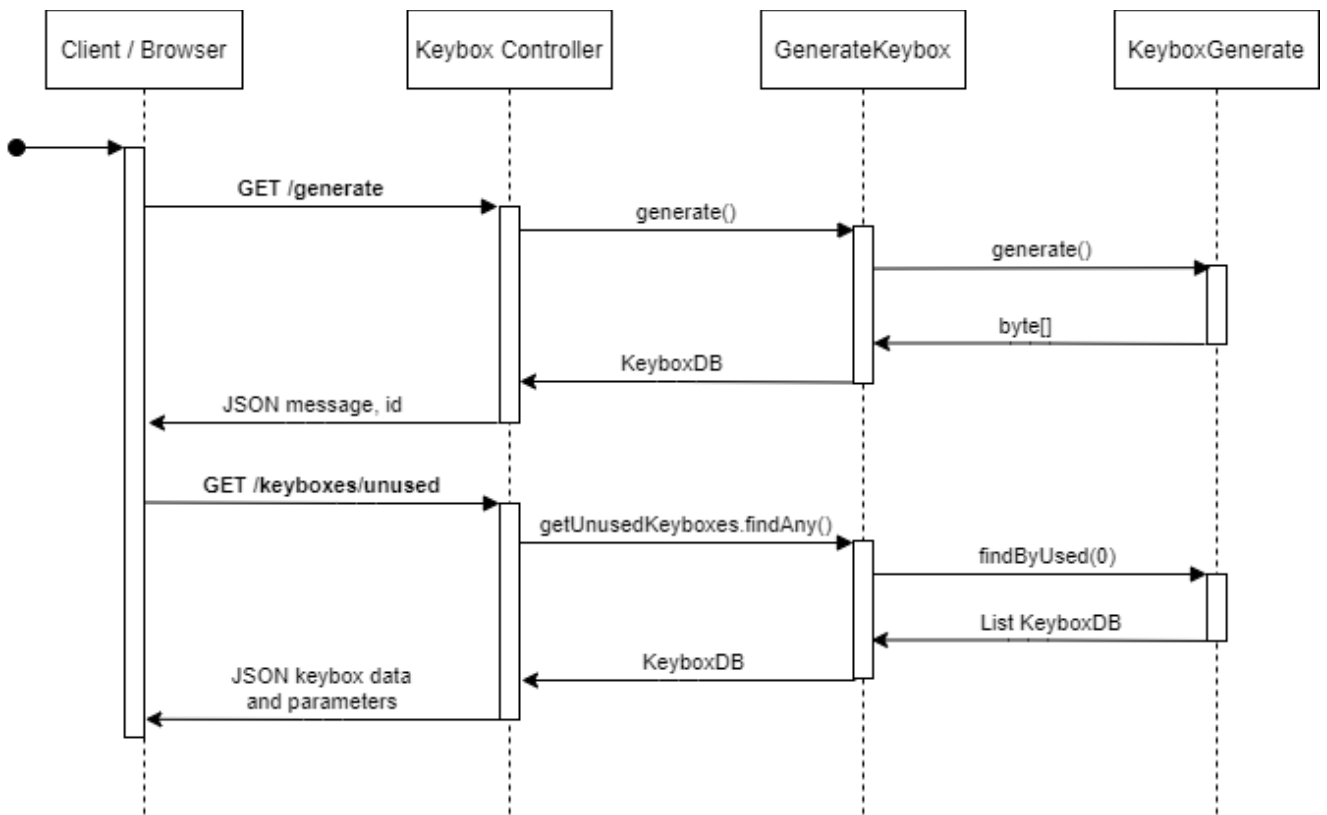 Client / Browser
Keybox Controller
GenerateKeybox
KeyboxGenerate
GET /generate
generate()
generate()
byte[]
KeyboxDB
JSON message, id
GET /keyboxes/unused
getUnusedKeyboxes.findAny()
findByUsed(0)
List KeyboxDB
KeyboxDB
JSON keybox data
and parameters